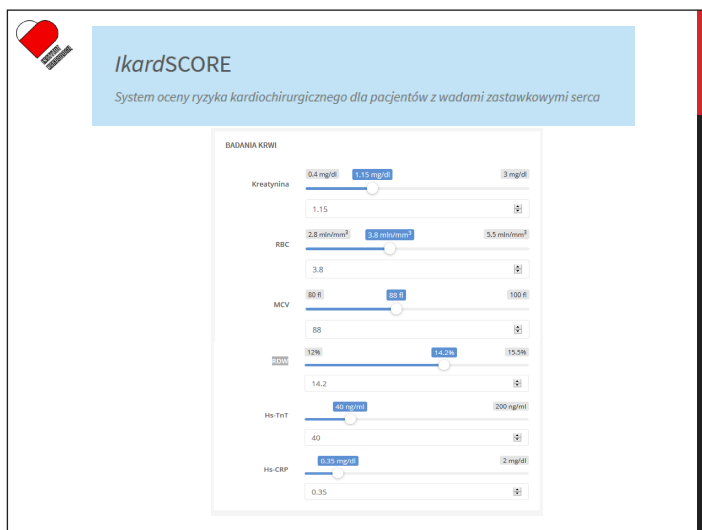 INSTYTUT
KARDIOLOGII
IkardSCORE
System oceny ryzyka kardiochirurgicznego dla pacjentów z wadami zastawkowymi serca
BADANIA KRWI
Kreatynina
0.4 mg/dl 1.15 mg/dl 3 mg/dl
1.15
RBC
2.8 mln/mm³ 3.8 mln/mm³ 5.5 mln/mm³
3.8
MCV
80 fl 88 fl 100 fl
88
RDW
12% 14.2% 15.5%
14.2
Hs-TnT
40 ng/ml 200 ng/ml
40
Hs-CRP
0.35 mg/dl 2 mg/dl
0.35